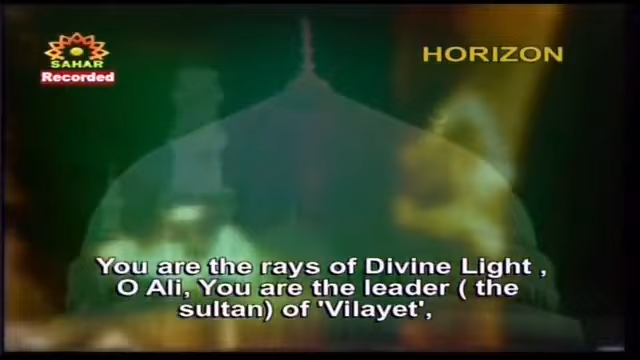 SAHAR
Recorded
HORIZON
You are the rays of Divine Light ,
O Ali, You are the leader ( the
sultan) of 'Vilayet',